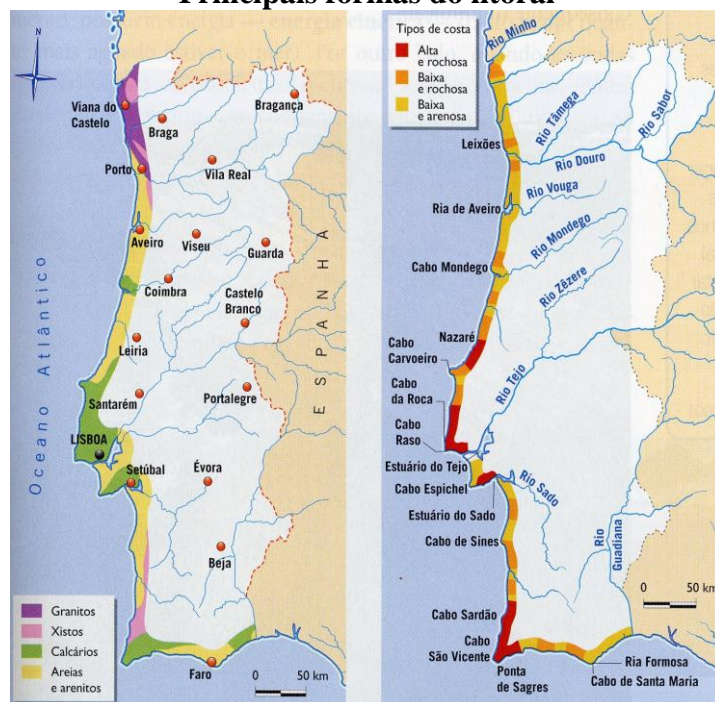 Principais formas do litoral
N
Viana do
Castelo
Bragança
Braga
Porto
Vila Real
Aveiro
Viseu
Guarda
Coimbra
Castelo
Branco
Leiria
Santarém
Portalegre
LISBOA
Setúbal
Évora
Beja
Faro
Oceano Atlântico
ESPANHA
Granitos
Xistos
Calcários
Areias
e arenitos
0 50 km
Tipos de costa
Alta
e rochosa
Baixa
e rochosa
Baixa
e arenosa
Rio Minho
Rio Tâmega
Rio Sabor
Leixões
Rio Douro
Rio Vouga
Ria de Aveiro
Rio Mondego
Cabo Mondego
Rio Zêzere
Nazaré
Cabo
Carvoeiro
Rio Tejo
Cabo
da Roca
Cabo
Raso
Estuário do Tejo
Cabo Espichel
Rio Sado
Estuário do Sado
Rio
Guadiana
Cabo de Sines
0 50 km
Cabo Sardão
Cabo
São Vicente
Ponta
de Sagres
Ria Formosa
Cabo de Santa Maria